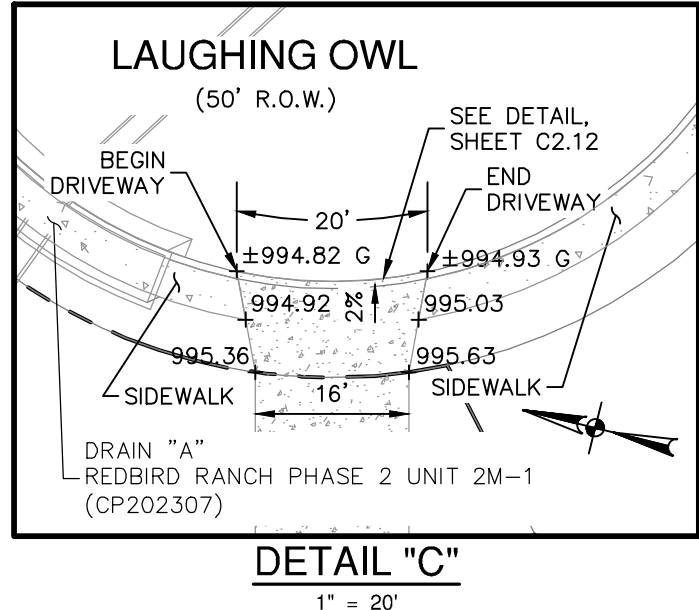 LAUGHING OWL
(50' R.O.W.)
SEE DETAIL,
SHEET C2.12
BEGIN
DRIVEWAY
END
DRIVEWAY
20'
±994.82 G
±994.93 G
994.92
2%
995.03
995.36
995.63
SIDEWALK
16'
SIDEWALK
DRAIN "A"
REDBIRD RANCH PHASE 2 UNIT 2M-1
(CP202307)
DETAIL "C"
1" = 20'